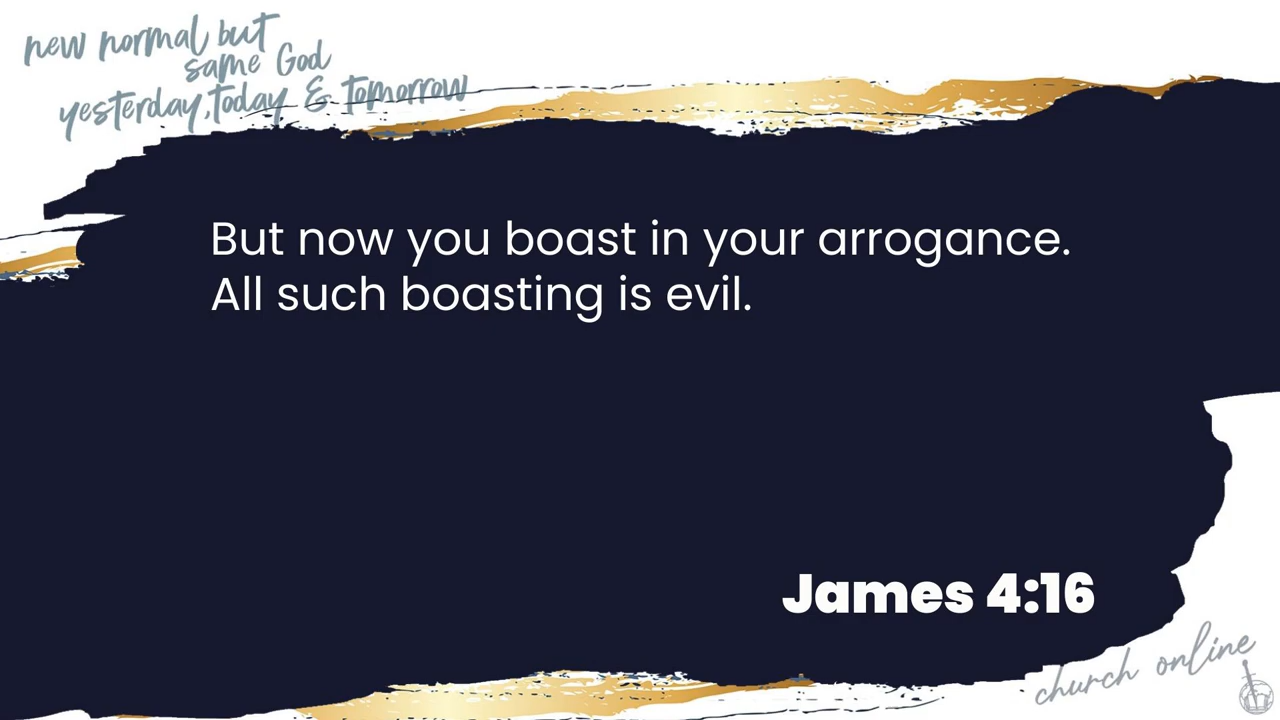 new normal but
same God
yesterday, today & tomorrow
But now you boast in your arrogance.
All such boasting is evil.
James 4:16
church online